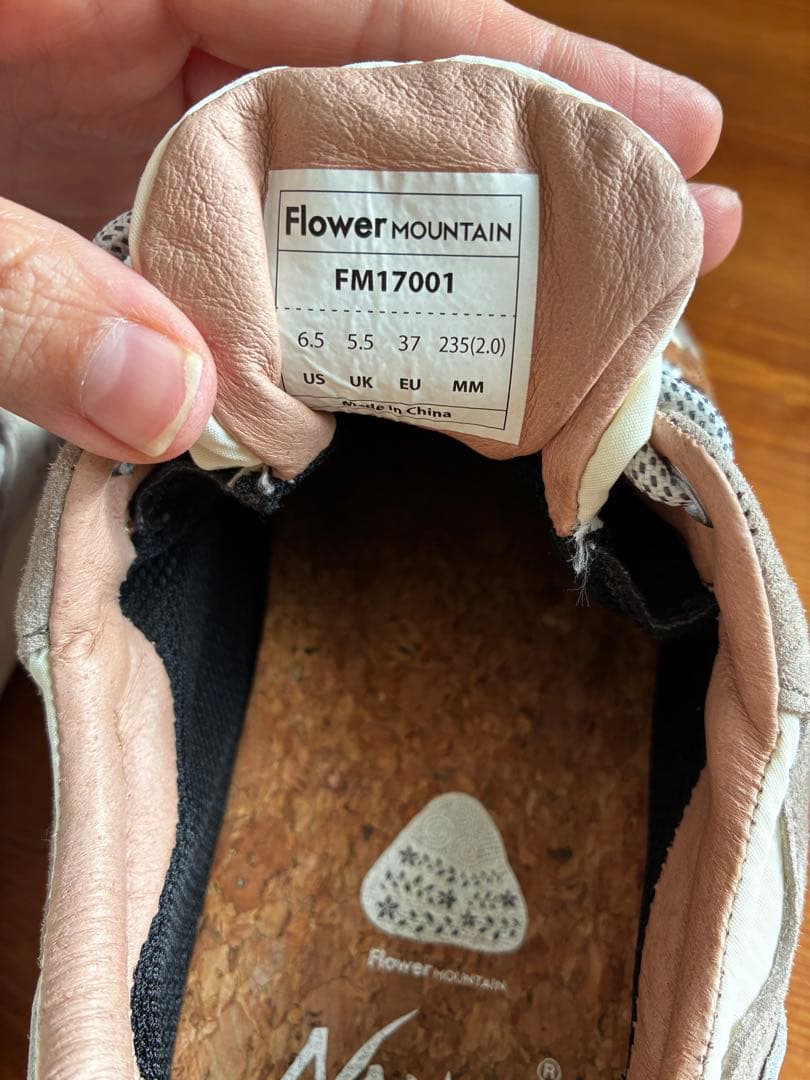 Flower MOUNTAIN
FM17001
6.5 5.5 37 235(2.0)
US UK EU MM
Made in China
Flower MOUNTAIN
®